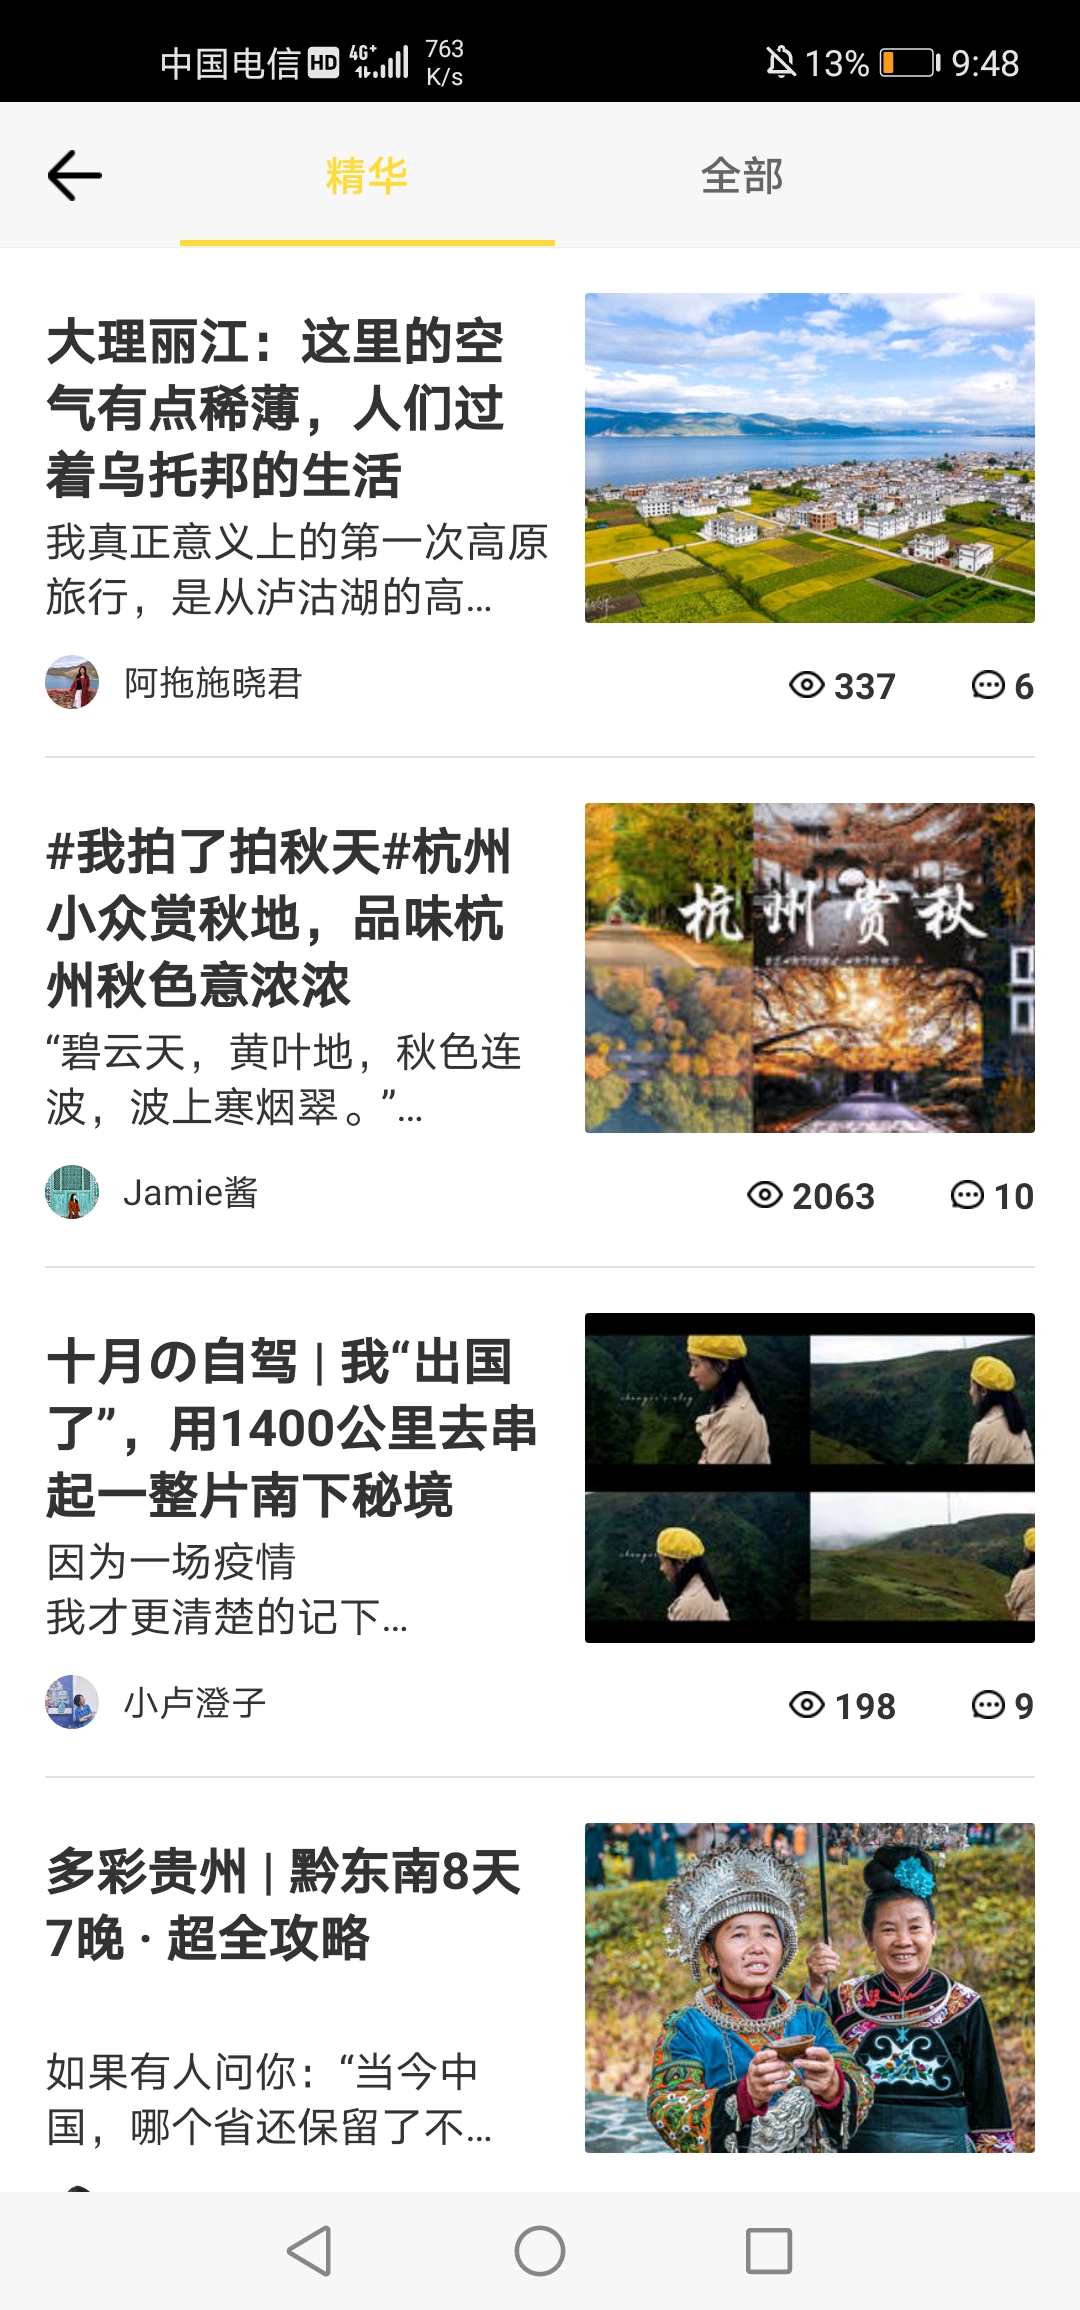 中国电信 HD 4G+ 763 K/s 13% 9:48
精华 全部
大理丽江：这里的空
气有点稀薄，人们过
着乌托邦的生活
我真正意义上的第一次高原
旅行，是从泸沽湖的高...
阿拖施晓君 337 6
#我拍了拍秋天#杭州
小众赏秋地，品味杭
州秋色意浓浓
“碧云天，黄叶地，秋色连
波，波上寒烟翠。”...
杭州赏秋
Jamie酱 2063 10
十月の自驾 | 我“出国
了”，用1400公里去串
起一整片南下秘境
因为一场疫情
我才更清楚的记下...
小卢澄子 198 9
多彩贵州 | 黔东南8天
7晚 · 超全攻略
如果有人问你：“当今中
国，哪个省还保留了不...